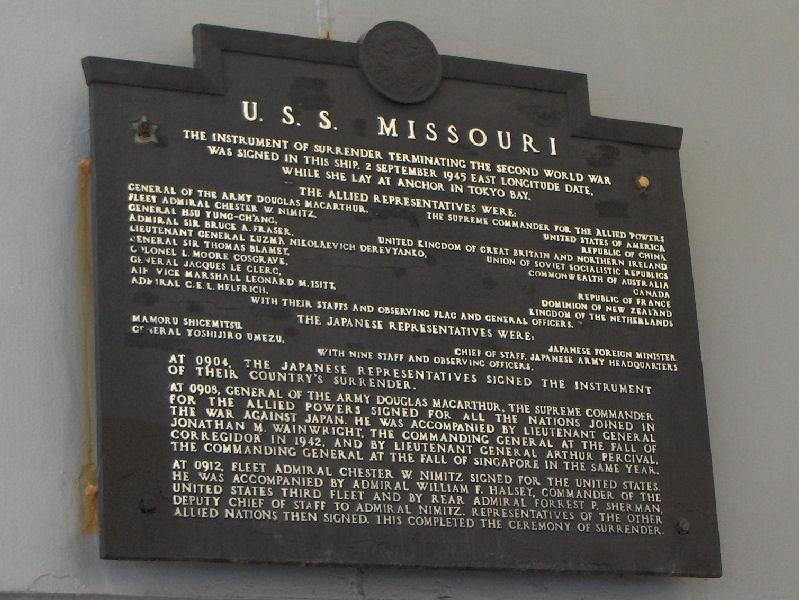 U. S. S. MISSOURI
THE INSTRUMENT OF SURRENDER TERMINATING THE SECOND WORLD WAR
WAS SIGNED IN THIS SHIP, 2 SEPTEMBER 1945 EAST LONGITUDE DATE,
WHILE SHE LAY AT ANCHOR IN TOKYO BAY.
THE ALLIED REPRESENTATIVES WERE:
GENERAL OF THE ARMY DOUGLAS MACARTHUR, THE SUPREME COMMANDER FOR THE ALLIED POWERS
FLEET ADMIRAL CHESTER W. NIMITZ, UNITED STATES OF AMERICA
GENERAL HSU YUNG-CHANG, REPUBLIC OF CHINA
ADMIRAL SIR BRUCE A. FRASER, UNITED KINGDOM OF GREAT BRITAIN AND NORTHERN IRELAND
LIEUTENANT GENERAL KUZMA NIKOLAEVICH DEREVYANKO, UNION OF SOVIET SOCIALISTIC REPUBLICS
GENERAL SIR THOMAS BLAMEY, COMMONWEALTH OF AUSTRALIA
COLONEL L. MOORE COSGRAVE, CANADA
GENERAL JACQUES LE CLERC, REPUBLIC OF FRANCE
AIR VICE MARSHALL LEONARD M. ISITT, DOMINION OF NEW ZEALAND
ADMIRAL C.E.L. HELFRICH, KINGDOM OF THE NETHERLANDS
WITH THEIR STAFFS AND OBSERVING FLAG AND GENERAL OFFICERS.
THE JAPANESE REPRESENTATIVES WERE:
MAMORU SHIGEMITSU, JAPANESE FOREIGN MINISTER
GENERAL YOSHIJIRO UMEZU, CHIEF OF STAFF, JAPANESE ARMY HEADQUARTERS
WITH NINE STAFF AND OBSERVING OFFICERS.
AT 0904, THE JAPANESE REPRESENTATIVES SIGNED THE INSTRUMENT
OF THEIR COUNTRY'S SURRENDER.
AT 0908, GENERAL OF THE ARMY DOUGLAS MACARTHUR, THE SUPREME COMMANDER
FOR THE ALLIED POWERS SIGNED FOR ALL THE NATIONS JOINED IN
THE WAR AGAINST JAPAN. HE WAS ACCOMPANIED BY LIEUTENANT GENERAL
JONATHAN M. WAINWRIGHT, THE COMMANDING GENERAL AT THE FALL OF
CORREGIDOR IN 1942, AND BY LIEUTENANT GENERAL ARTHUR PERCIVAL,
THE COMMANDING GENERAL AT THE FALL OF SINGAPORE IN THE SAME YEAR.
AT 0912, FLEET ADMIRAL CHESTER W. NIMITZ SIGNED FOR THE UNITED STATES.
HE WAS ACCOMPANIED BY ADMIRAL WILLIAM F. HALSEY, COMMANDER OF THE
UNITED STATES THIRD FLEET AND BY REAR ADMIRAL FORREST P. SHERMAN,
DEPUTY CHIEF OF STAFF TO ADMIRAL NIMITZ. REPRESENTATIVES OF THE OTHER
ALLIED NATIONS THEN SIGNED. THIS COMPLETED THE CEREMONY OF SURRENDER.